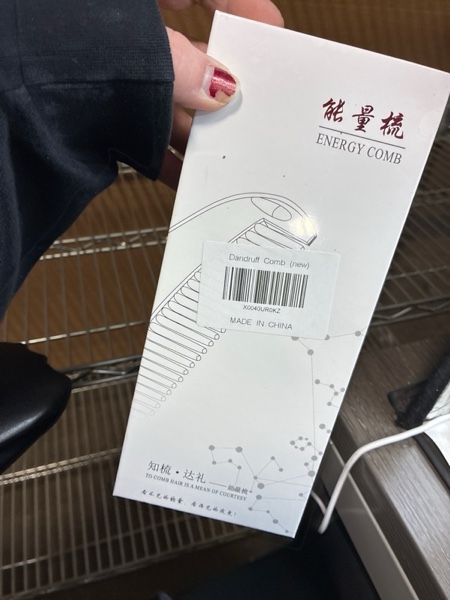 能量梳
ENERGY COMB
Dandruff Comb (new)
X0040UR0KZ
MADE IN CHINA
知梳·达礼
TO COMB HAIR IS A MEAN OF COURTESY